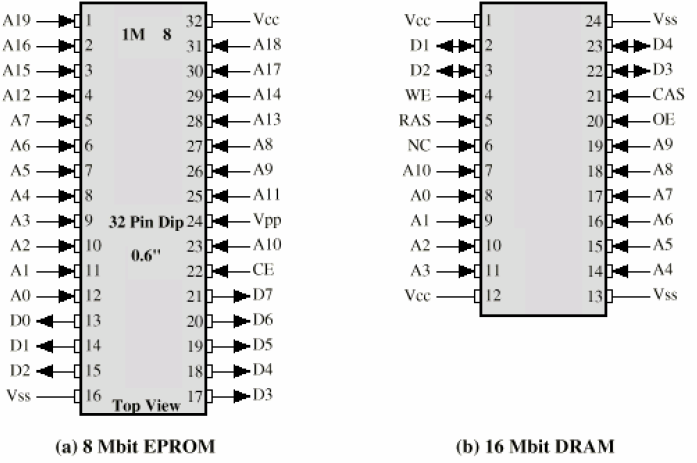 A19 1 32 Vcc
A16 2 1M 8 31 A18
A15 3 30 A17
A12 4 29 A14
A7 5 28 A13
A6 6 27 A8
A5 7 26 A9
A4 8 25 A11
A3 9 32 Pin Dip 24 Vpp
A2 10 0.6" 23 A10
A1 11 22 CE
A0 12 21 D7
D0 13 20 D6
D1 14 19 D5
D2 15 18 D4
Vss 16 Top View 17 D3
(a) 8 Mbit EPROM
Vcc 1 24 Vss
D1 2 23 D4
D2 3 22 D3
WE 4 21 CAS
RAS 5 20 OE
NC 6 19 A9
A10 7 18 A8
A0 8 17 A7
A1 9 16 A6
A2 10 15 A5
A3 11 14 A4
Vcc 12 13 Vss
(b) 16 Mbit DRAM